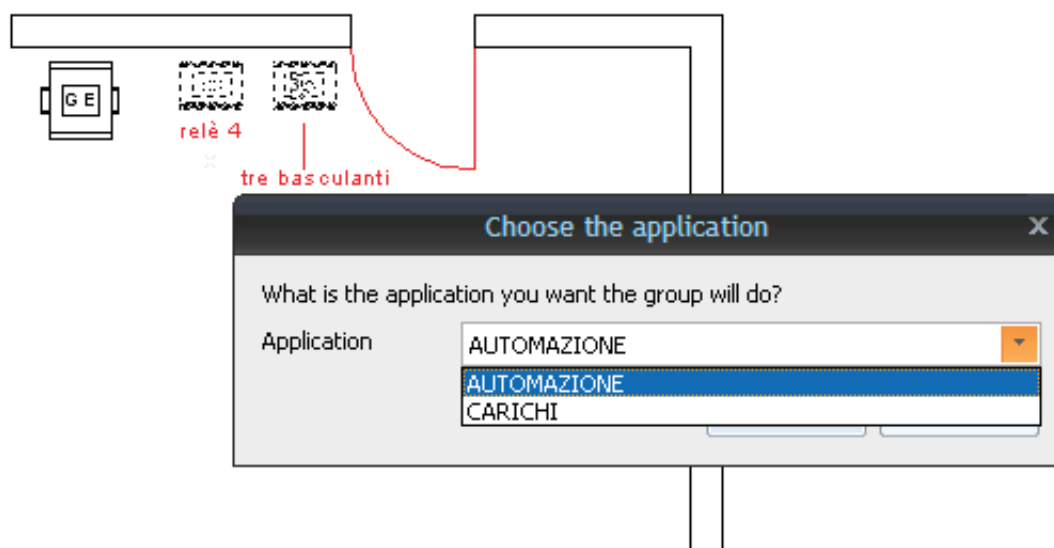 G E
relè 4
tre basculanti
Choose the application
x
What is the application you want the group will do?
Application
AUTOMAZIONE
AUTOMAZIONE
CARICHI